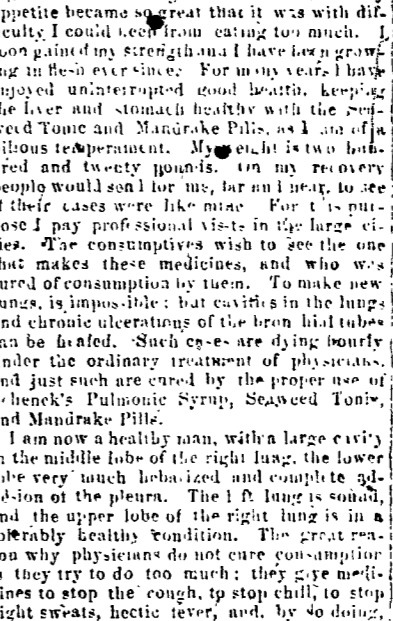 ppetite became so great that it was with dif-
culty I could keep from eating too much. I
oon gained my strength and I have been grow-
ng in flesh ever since. For many years I have
njoyed uninterrupted good health, keeping
he liver and stomach healthy with the Sea-
veed Tonic and Mandrake Pills, as I am of a
ilious temperament. My weight is two hun-
red and twenty pounds. On my recovery
eople would send for me, far and near, to see
f their cases were like mine. For this pur-
ose I pay professional visits in the large ci-
ies. The consumptives wish to see the one
hat makes these medicines, and who was
ured of consumption by them. To make new
ungs, is impossible; but cavities in the lungs
nd chronic ulcerations of the bronchial tubes
an be healed. Such cases are dying hourly
nder the ordinary treatment of physicians,
nd just such are cured by the proper use of
chenck's Pulmonic Syrup, Seaweed Tonic,
nd Mandrake Pills.
I am now a healthy man, with a large cavity
n the middle lobe of the right lung, the lower
obe very much hebatized and complete ad-
esion of the pleura. The left lung is sound,
nd the upper lobe of the right lung is in a
olerably healthy condition. The great rea-
on why physicians do not cure consumption
s they try to do too much; they give medi-
ines to stop the cough, to stop chill, to stop
ight sweats, hectic fever, and, by so doing,